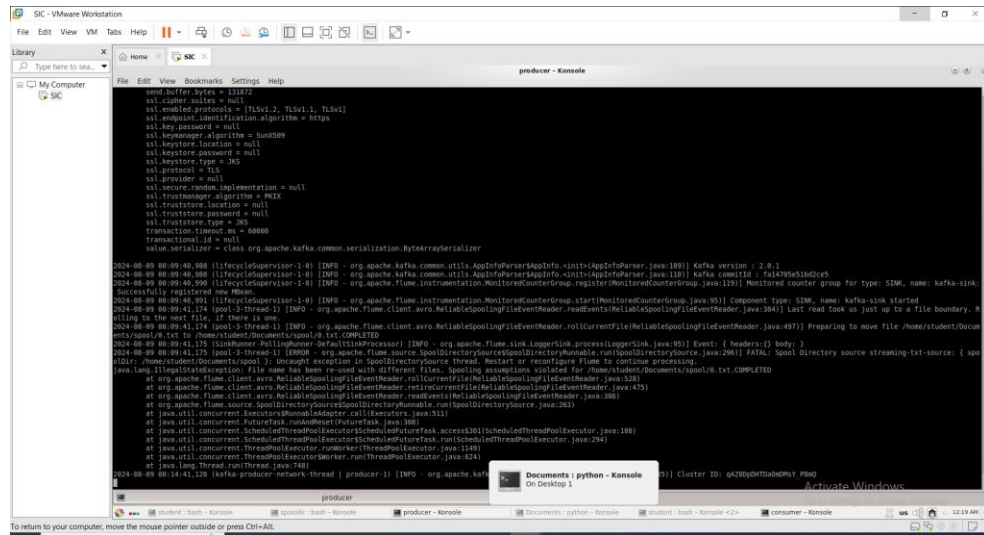 SIC - VMware Workstation
File Edit View VM Tabs Help
Library
Type here to sea...
My Computer
SIC
Home
SIC
producer - Konsole
File Edit View Bookmarks Settings Help
send.buffer.bytes = 131072
ssl.cipher.suites = null
ssl.enabled.protocols = [TLSv1.2, TLSv1.1, TLSv1]
ssl.endpoint.identification.algorithm = https
ssl.key.password = null
ssl.keymanager.algorithm = SunX509
ssl.keystore.location = null
ssl.keystore.password = null
ssl.keystore.type = JKS
ssl.protocol = TLS
ssl.provider = null
ssl.secure.random.implementation = null
ssl.trustmanager.algorithm = PKIX
ssl.truststore.location = null
ssl.truststore.password = null
ssl.truststore.type = JKS
transaction.timeout.ms = 60000
transactional.id = null
value.serializer = class org.apache.kafka.common.serialization.ByteArraySerializer
2024-08-09 00:09:40,988 (lifecycleSupervisor-1-0) [INFO - org.apache.kafka.common.utils.AppInfoParser$AppInfo.<init>(AppInfoParser.java:109)] Kafka version : 2.0.1
2024-08-09 00:09:40,988 (lifecycleSupervisor-1-0) [INFO - org.apache.kafka.common.utils.AppInfoParser$AppInfo.<init>(AppInfoParser.java:110)] Kafka commitId : fa14705e51bd2ce5
2024-08-09 00:09:40,990 (lifecycleSupervisor-1-0) [INFO - org.apache.flume.instrumentation.MonitoredCounterGroup.register(MonitoredCounterGroup.java:119)] Monitored counter group for type: SINK, name: kafka-sink:
Successfully registered new MBean.
2024-08-09 00:09:40,991 (lifecycleSupervisor-1-0) [INFO - org.apache.flume.instrumentation.MonitoredCounterGroup.start(MonitoredCounterGroup.java:95)] Component type: SINK, name: kafka-sink started
2024-08-09 00:09:41,174 (pool-3-thread-1) [INFO - org.apache.flume.client.avro.ReliableSpoolingFileEventReader.readEvents(ReliableSpoolingFileEventReader.java:384)] Last read took us just up to a file boundary. R
olling to the next file, if there is one.
2024-08-09 00:09:41,174 (pool-3-thread-1) [INFO - org.apache.flume.client.avro.ReliableSpoolingFileEventReader.rollCurrentFile(ReliableSpoolingFileEventReader.java:497)] Preparing to move file /home/student/Docum
ents/spool/0.txt to /home/student/Documents/spool/0.txt.COMPLETED
2024-08-09 00:09:41,175 (SinkRunner-PollingRunner-DefaultSinkProcessor) [INFO - org.apache.flume.sink.LoggerSink.process(LoggerSink.java:95)] Event: { headers:{} body: }
2024-08-09 00:09:41,175 (pool-3-thread-1) [ERROR - org.apache.flume.source.SpoolDirectorySource$SpoolDirectoryRunnable.run(SpoolDirectorySource.java:296)] FATAL: Spool Directory source streaming-txt-source: { spo
olDir: /home/student/Documents/spool }: Uncaught exception in SpoolDirectorySource thread. Restart or reconfigure Flume to continue processing.
java.lang.IllegalStateException: File name has been re-used with different files. Spooling assumptions violated for /home/student/Documents/spool/0.txt.COMPLETED
at org.apache.flume.client.avro.ReliableSpoolingFileEventReader.rollCurrentFile(ReliableSpoolingFileEventReader.java:528)
at org.apache.flume.client.avro.ReliableSpoolingFileEventReader.retireCurrentFile(ReliableSpoolingFileEventReader.java:475)
at org.apache.flume.client.avro.ReliableSpoolingFileEventReader.readEvents(ReliableSpoolingFileEventReader.java:386)
at org.apache.flume.source.SpoolDirectorySource$SpoolDirectoryRunnable.run(SpoolDirectorySource.java:263)
at java.util.concurrent.Executors$RunnableAdapter.call(Executors.java:511)
at java.util.concurrent.FutureTask.runAndReset(FutureTask.java:308)
at java.util.concurrent.ScheduledThreadPoolExecutor$ScheduledFutureTask.access$301(ScheduledThreadPoolExecutor.java:180)
at java.util.concurrent.ScheduledThreadPoolExecutor$ScheduledFutureTask.run(ScheduledThreadPoolExecutor.java:294)
at java.util.concurrent.ThreadPoolExecutor.runWorker(ThreadPoolExecutor.java:1149)
at java.util.concurrent.ThreadPoolExecutor$Worker.run(ThreadPoolExecutor.java:624)
at java.lang.Thread.run(Thread.java:748)
2024-08-09 00:14:41,126 (kafka-producer-network-thread | producer-1) [INFO - org.apache.kafk
Cluster ID:
Documents : python - Konsole
On Desktop 1
Activate Windows
producer
student : bash - Konsole
spooldir : bash - Konsole
producer - Konsole
Documents : python - Konsole
student : bash - Konsole <2>
consumer - Konsole
us
12:19 AM
To return to your computer, move the mouse pointer outside or press Ctrl+Alt.